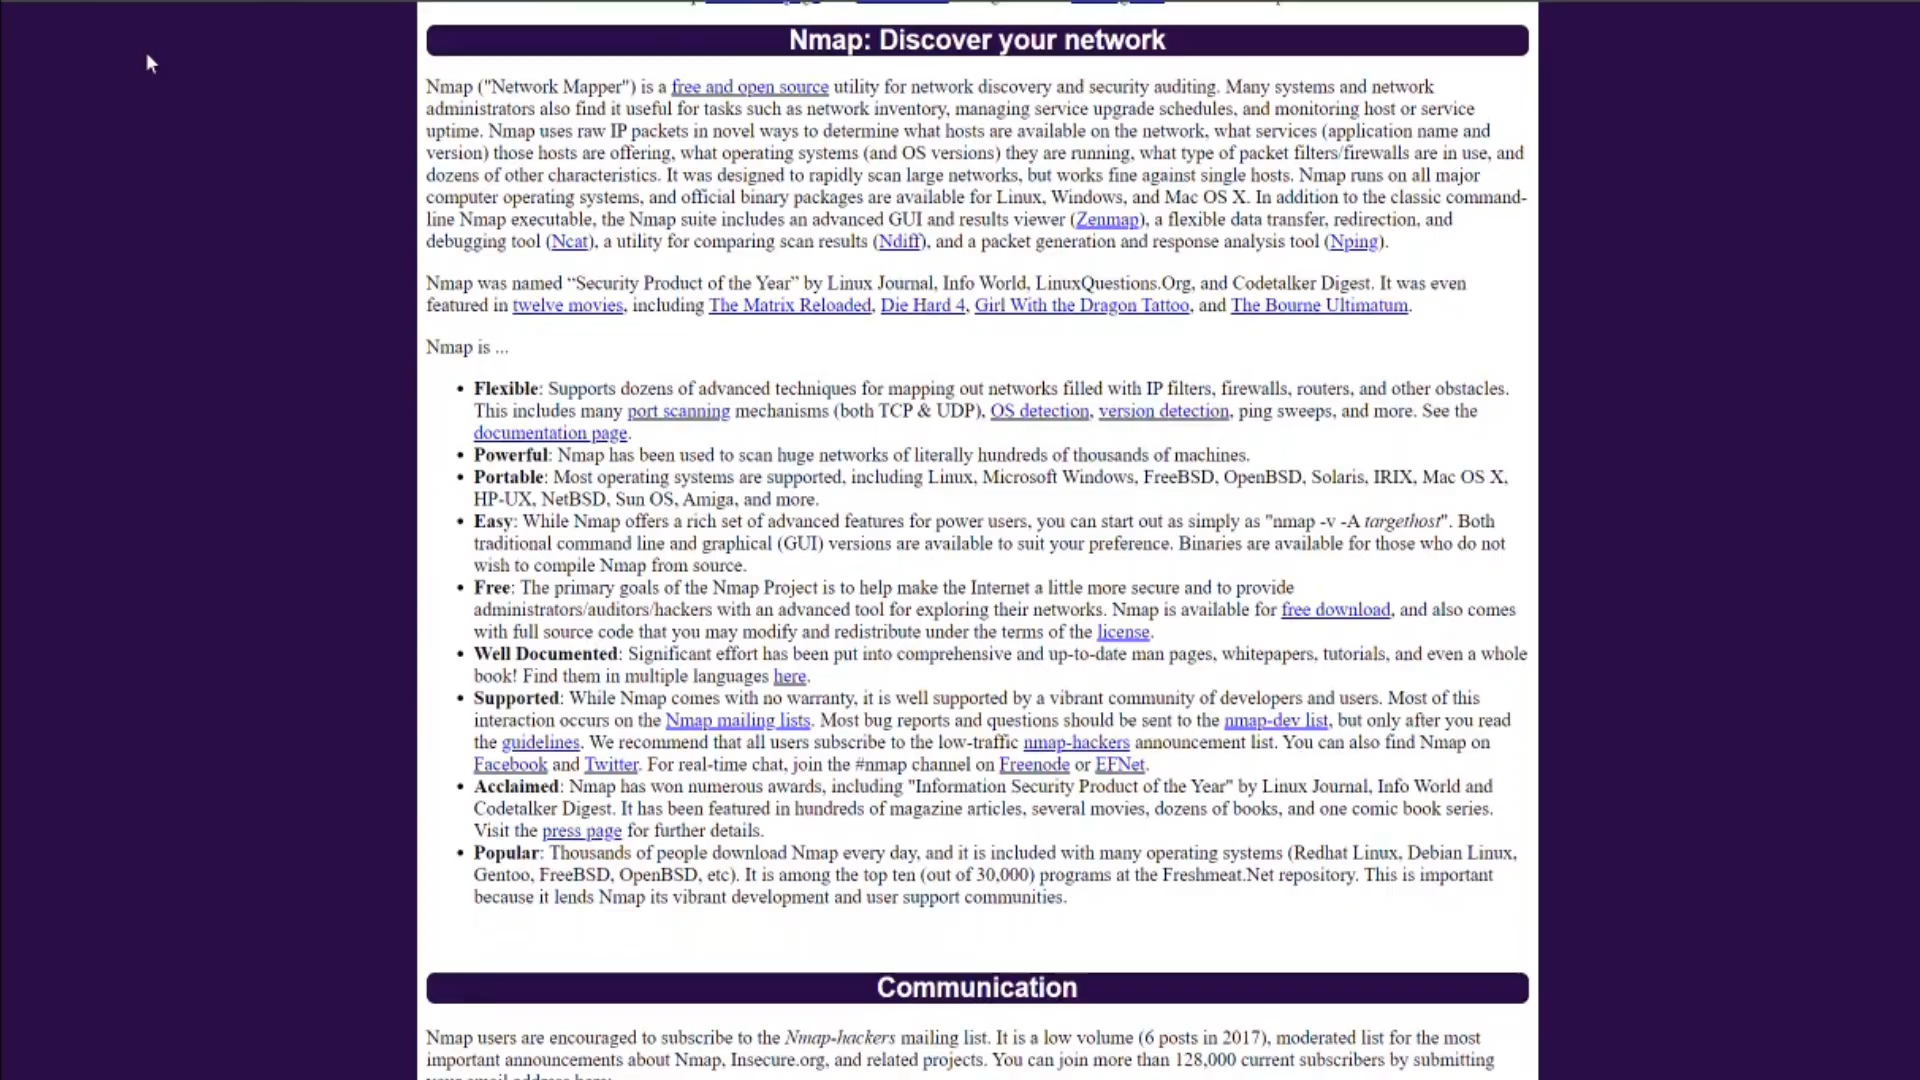 Nmap: Discover your network
Nmap ("Network Mapper") is a free and open source utility for network discovery and security auditing. Many systems and network
administrators also find it useful for tasks such as network inventory, managing service upgrade schedules, and monitoring host or service
uptime. Nmap uses raw IP packets in novel ways to determine what hosts are available on the network, what services (application name and
version) those hosts are offering, what operating systems (and OS versions) they are running, what type of packet filters/firewalls are in use, and
dozens of other characteristics. It was designed to rapidly scan large networks, but works fine against single hosts. Nmap runs on all major
computer operating systems, and official binary packages are available for Linux, Windows, and Mac OS X. In addition to the classic command-
line Nmap executable, the Nmap suite includes an advanced GUI and results viewer (Zenmap), a flexible data transfer, redirection, and
debugging tool (Ncat), a utility for comparing scan results (Ndiff), and a packet generation and response analysis tool (Nping).
Nmap was named “Security Product of the Year” by Linux Journal, Info World, LinuxQuestions.Org, and Codetalker Digest. It was even
featured in twelve movies, including The Matrix Reloaded, Die Hard 4, Girl With the Dragon Tattoo, and The Bourne Ultimatum.
Nmap is ...
• Flexible: Supports dozens of advanced techniques for mapping out networks filled with IP filters, firewalls, routers, and other obstacles.
This includes many port scanning mechanisms (both TCP & UDP), OS detection, version detection, ping sweeps, and more. See the
documentation page.
• Powerful: Nmap has been used to scan huge networks of literally hundreds of thousands of machines.
• Portable: Most operating systems are supported, including Linux, Microsoft Windows, FreeBSD, OpenBSD, Solaris, IRIX, Mac OS X,
HP-UX, NetBSD, Sun OS, Amiga, and more.
• Easy: While Nmap offers a rich set of advanced features for power users, you can start out as simply as "nmap -v -A targethost". Both
traditional command line and graphical (GUI) versions are available to suit your preference. Binaries are available for those who do not
wish to compile Nmap from source.
• Free: The primary goals of the Nmap Project is to help make the Internet a little more secure and to provide
administrators/auditors/hackers with an advanced tool for exploring their networks. Nmap is available for free download, and also comes
with full source code that you may modify and redistribute under the terms of the license.
• Well Documented: Significant effort has been put into comprehensive and up-to-date man pages, whitepapers, tutorials, and even a whole
book! Find them in multiple languages here.
• Supported: While Nmap comes with no warranty, it is well supported by a vibrant community of developers and users. Most of this
interaction occurs on the Nmap mailing lists. Most bug reports and questions should be sent to the nmap-dev list, but only after you read
the guidelines. We recommend that all users subscribe to the low-traffic nmap-hackers announcement list. You can also find Nmap on
Facebook and Twitter. For real-time chat, join the #nmap channel on Freenode or EFNet.
• Acclaimed: Nmap has won numerous awards, including "Information Security Product of the Year" by Linux Journal, Info World and
Codetalker Digest. It has been featured in hundreds of magazine articles, several movies, dozens of books, and one comic book series.
Visit the press page for further details.
• Popular: Thousands of people download Nmap every day, and it is included with many operating systems (Redhat Linux, Debian Linux,
Gentoo, FreeBSD, OpenBSD, etc). It is among the top ten (out of 30,000) programs at the Freshmeat.Net repository. This is important
because it lends Nmap its vibrant development and user support communities.
Communication
Nmap users are encouraged to subscribe to the Nmap-hackers mailing list. It is a low volume (6 posts in 2017), moderated list for the most
important announcements about Nmap, Insecure.org, and related projects. You can join more than 128,000 current subscribers by submitting